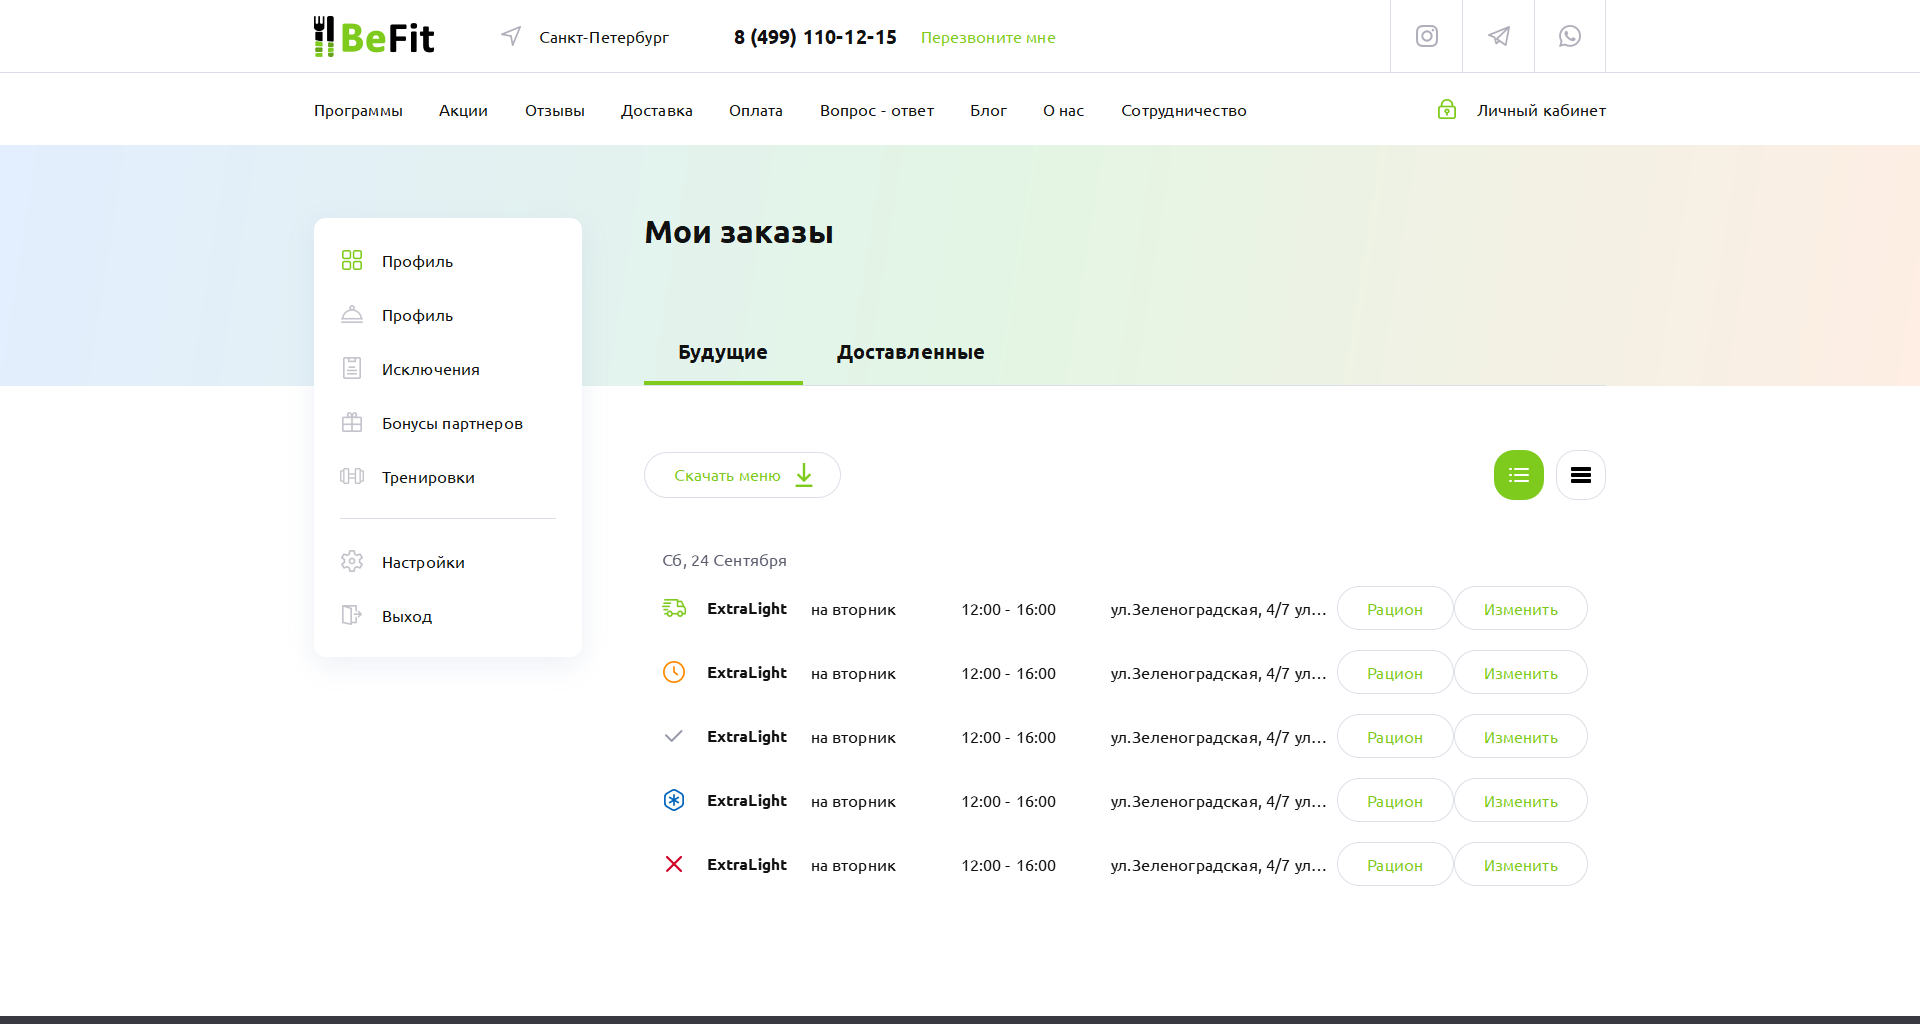 BeFit
Санкт-Петербург
8 (499) 110-12-15
Перезвоните мне
Программы
Акции
Отзывы
Доставка
Оплата
Вопрос - ответ
Блог
О нас
Сотрудничество
Личный кабинет
Профиль
Профиль
Исключения
Бонусы партнеров
Тренировки
Настройки
Выход
Мои заказы
Будущие
Доставленные
Скачать меню
Сб, 24 Сентября
ExtraLight на вторник 12:00 - 16:00 ул.Зеленоградская, 4/7 ул... Рацион Изменить
ExtraLight на вторник 12:00 - 16:00 ул.Зеленоградская, 4/7 ул... Рацион Изменить
ExtraLight на вторник 12:00 - 16:00 ул.Зеленоградская, 4/7 ул... Рацион Изменить
ExtraLight на вторник 12:00 - 16:00 ул.Зеленоградская, 4/7 ул... Рацион Изменить
ExtraLight на вторник 12:00 - 16:00 ул.Зеленоградская, 4/7 ул... Рацион Изменить